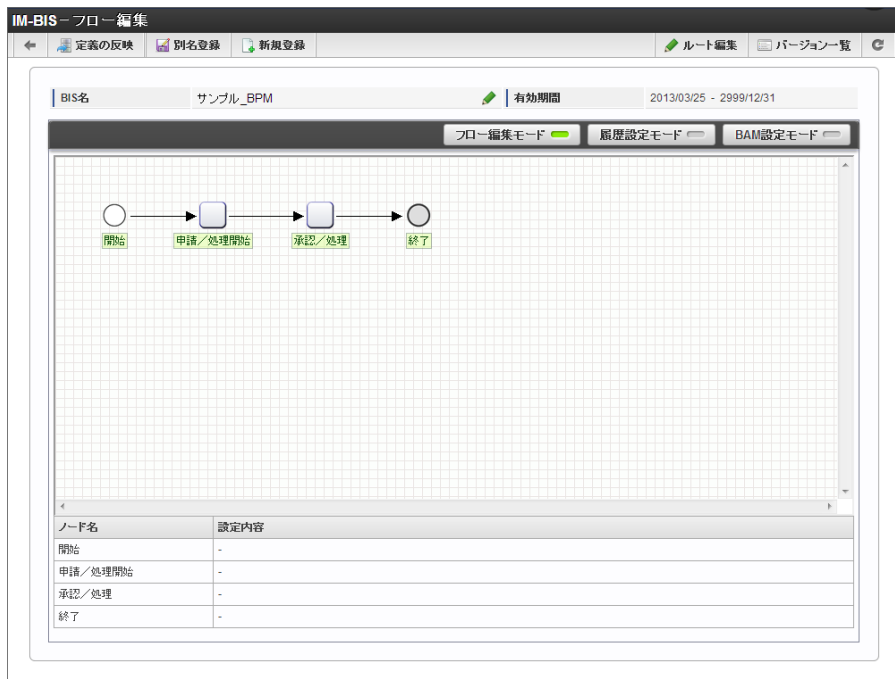 IM-BIS－フロー編集
定義の反映 別名登録 新規登録 ルート編集 バージョン一覧
BIS名 サンプル_BPM 有効期間 2013/03/25 - 2999/12/31
フロー編集モード 履歴設定モード BAM設定モード
開始 申請／処理開始 承認／処理 終了
ノード名 設定内容
開始 -
申請／処理開始 -
承認／処理 -
終了 -